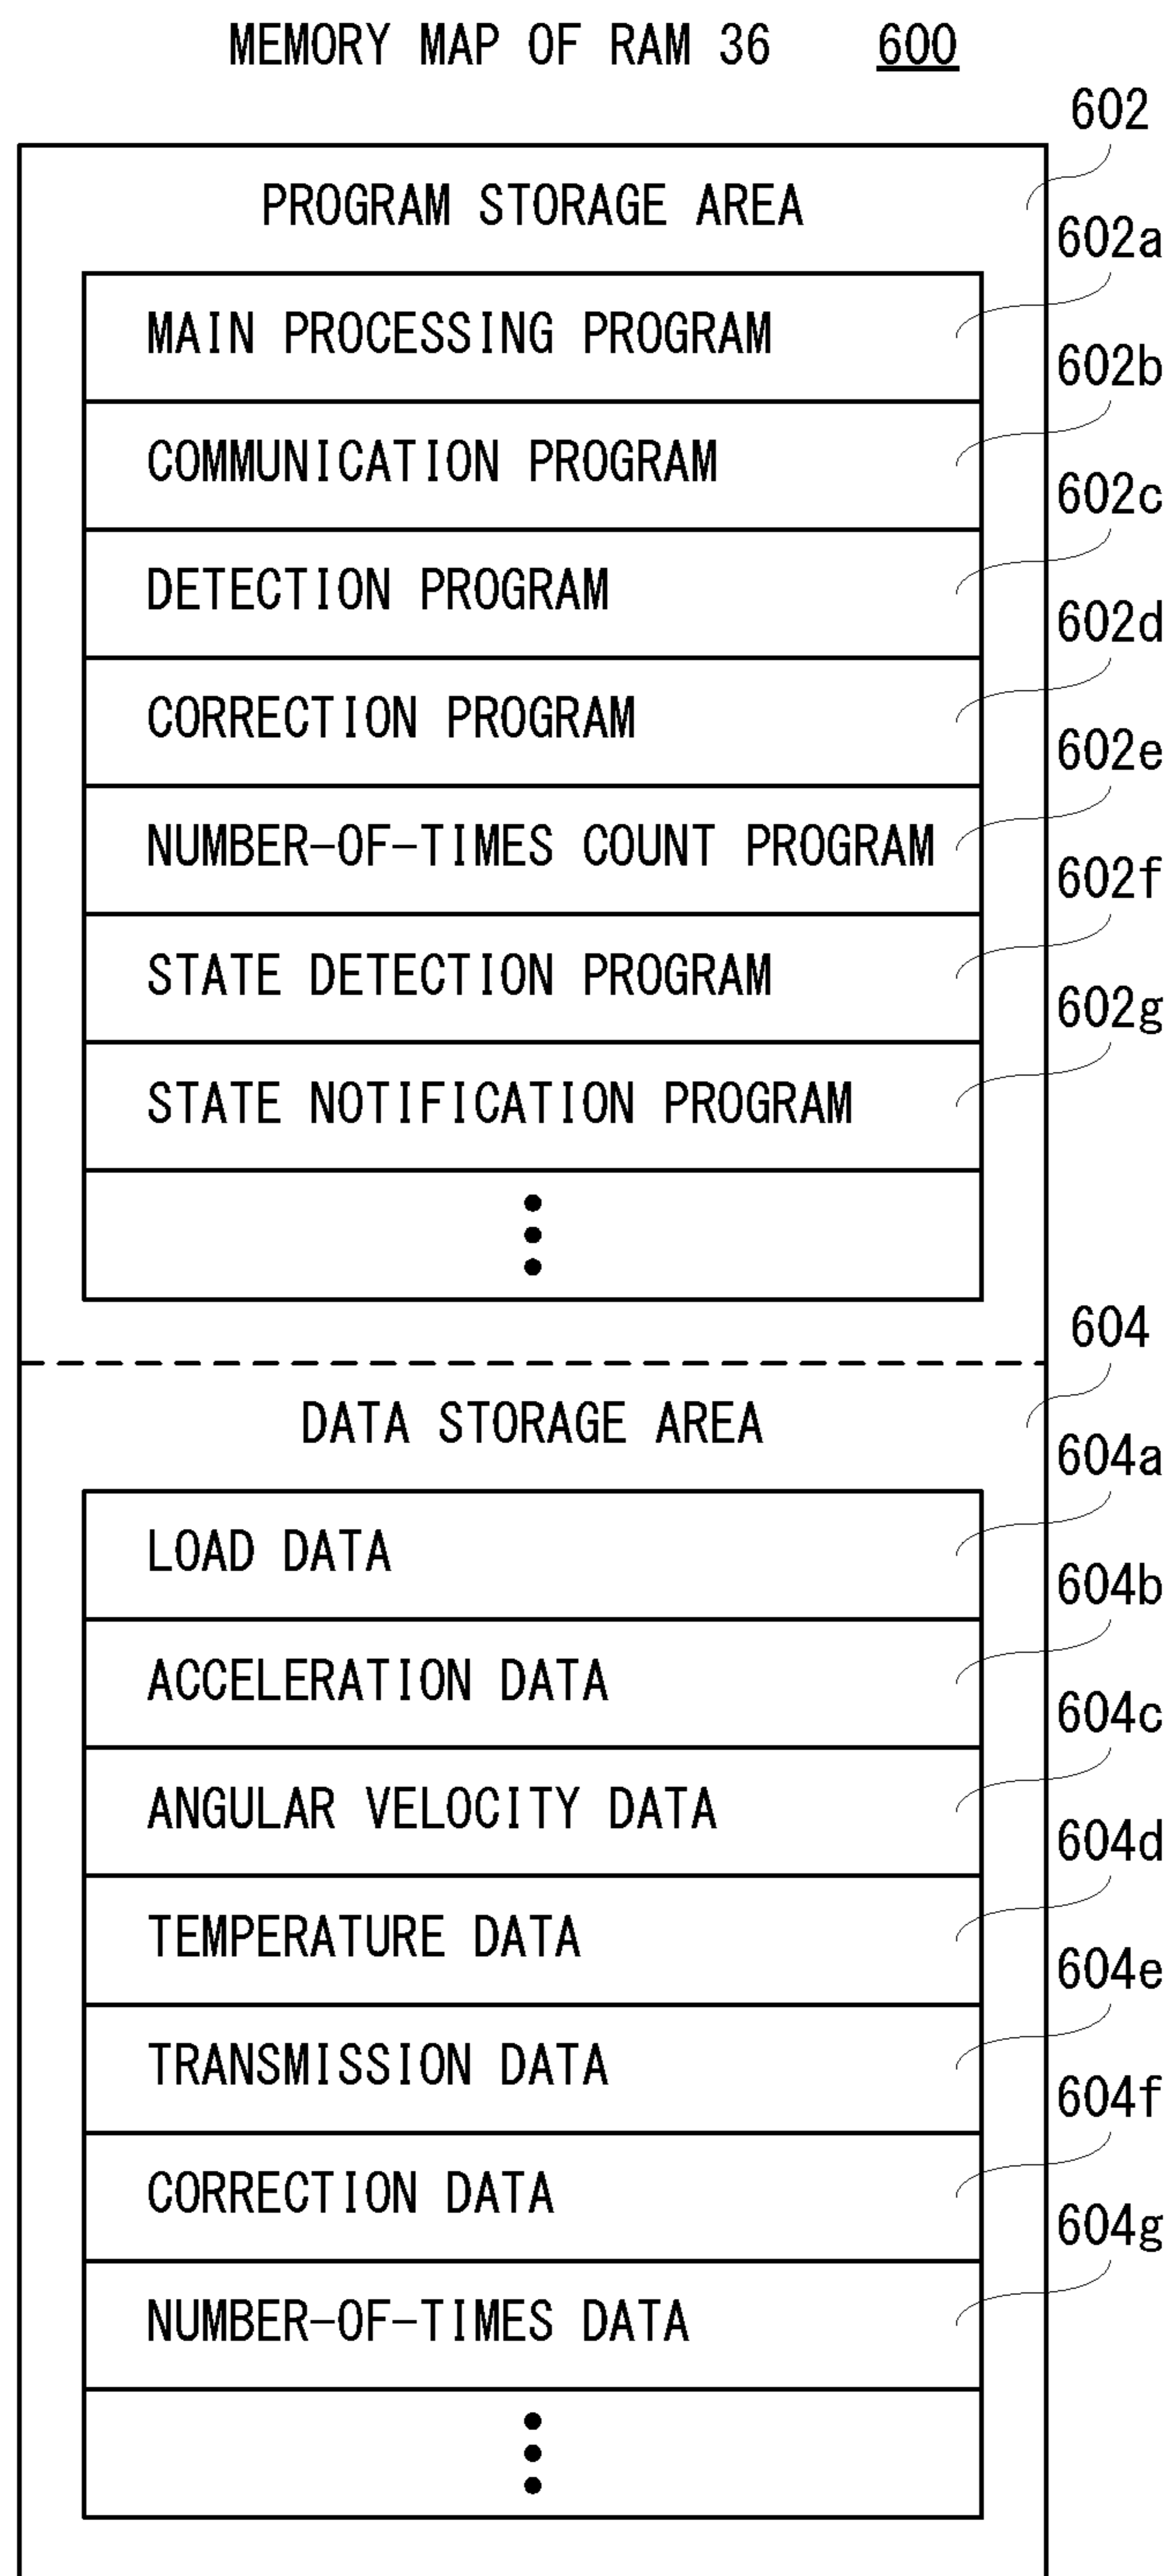 MEMORY MAP OF RAM 36 600
602
PROGRAM STORAGE AREA
602a
MAIN PROCESSING PROGRAM
602b
COMMUNICATION PROGRAM
602c
DETECTION PROGRAM
602d
CORRECTION PROGRAM
602e
NUMBER-OF-TIMES COUNT PROGRAM
602f
STATE DETECTION PROGRAM
602g
STATE NOTIFICATION PROGRAM
604
DATA STORAGE AREA
604a
LOAD DATA
604b
ACCELERATION DATA
604c
ANGULAR VELOCITY DATA
604d
TEMPERATURE DATA
604e
TRANSMISSION DATA
604f
CORRECTION DATA
604g
NUMBER-OF-TIMES DATA